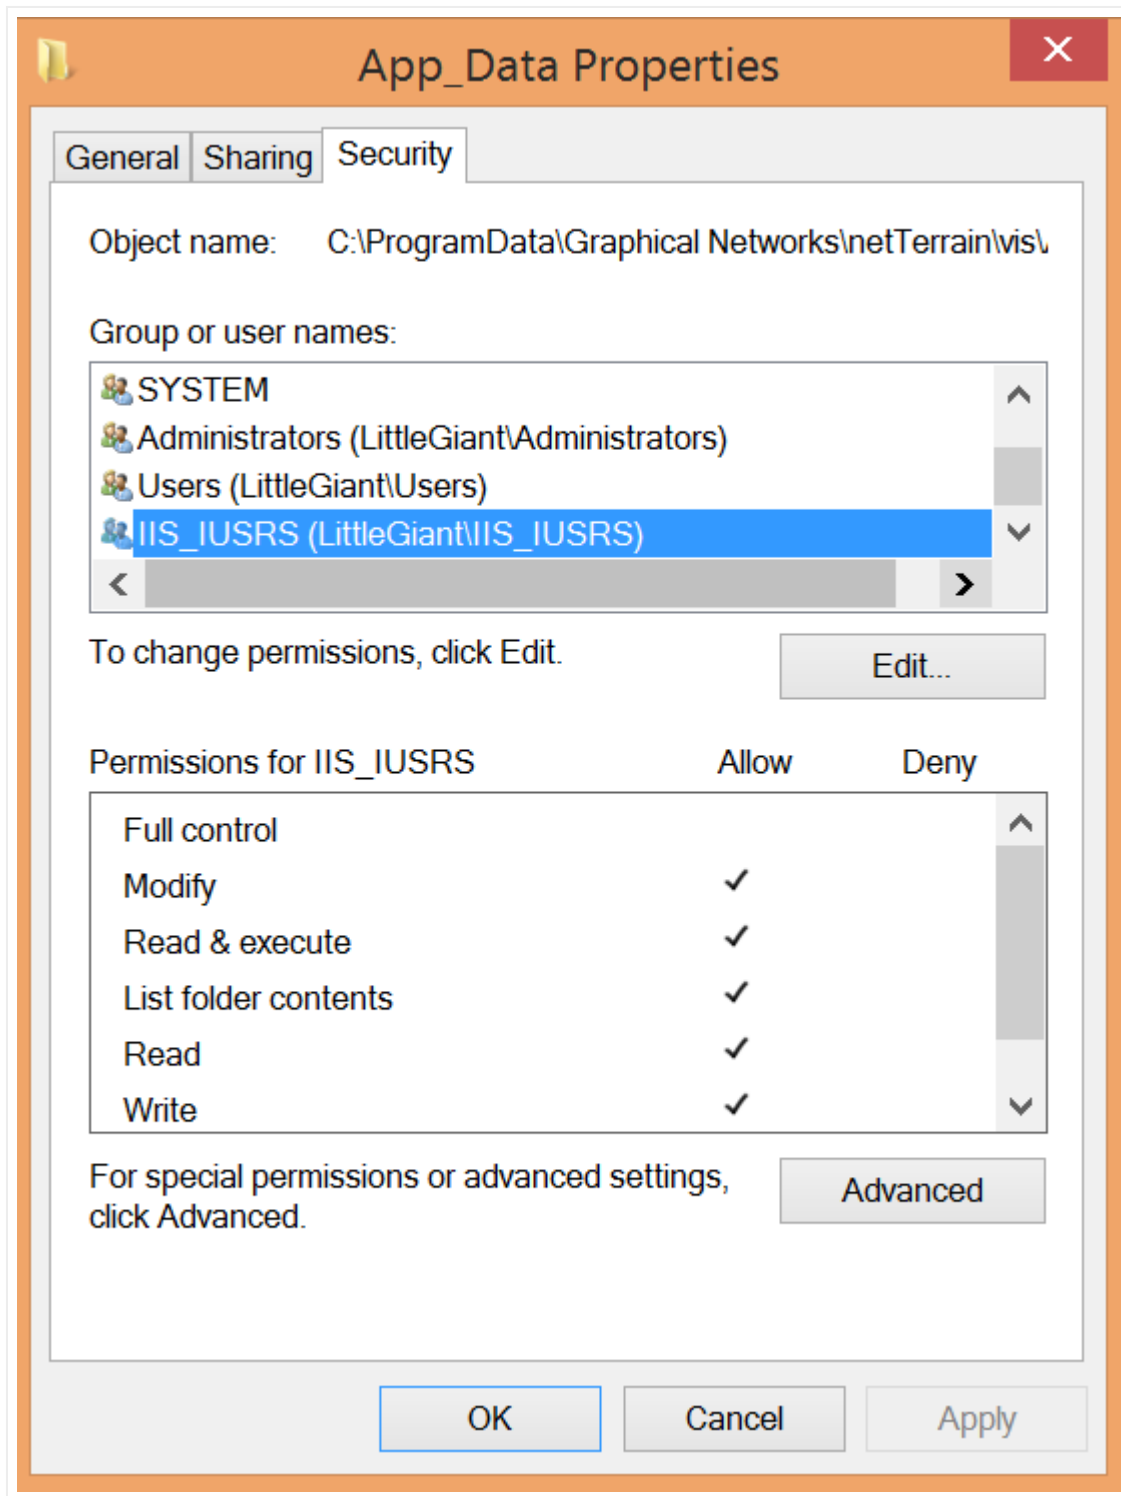 App_Data Properties
General Sharing Security
Object name: C:\ProgramData\Graphical Networks\netTerrain\vis\
Group or user names:
SYSTEM
Administrators (LittleGiant\Administrators)
Users (LittleGiant\Users)
IIS_IUSRS (LittleGiant\IIS_IUSRS)
To change permissions, click Edit.
Edit...
Permissions for IIS_IUSRS Allow Deny
Full control
Modify
Read & execute
List folder contents
Read
Write
For special permissions or advanced settings,
click Advanced.
Advanced
OK Cancel Apply